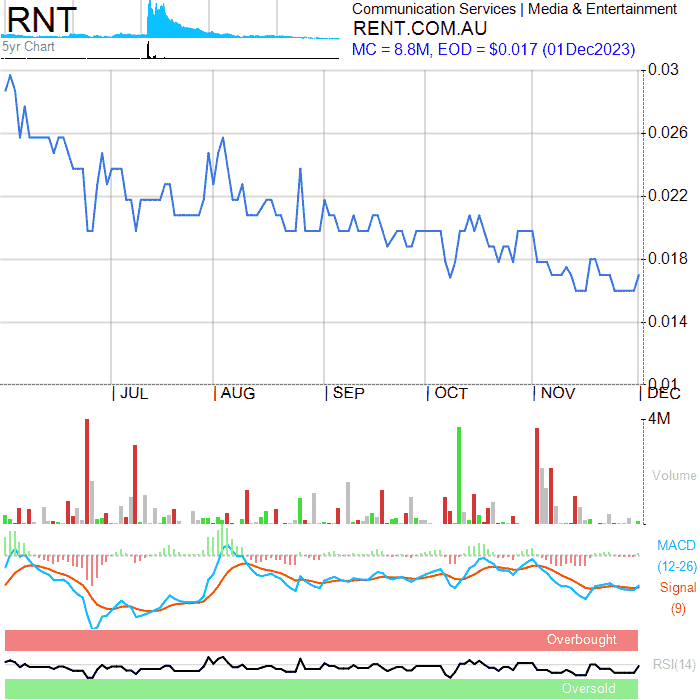 RNT
5yr Chart
Communication Services | Media & Entertainment
RENT.COM.AU
MC = 8.8M, EOD = $0.017 (01Dec2023)
0.03
0.026
0.022
0.018
0.014
0.01
JUL
AUG
SEP
OCT
NOV
DEC
4M
Volume
MACD
(12-26)
Signal
(9)
Overbought
RSI(14)
Oversold